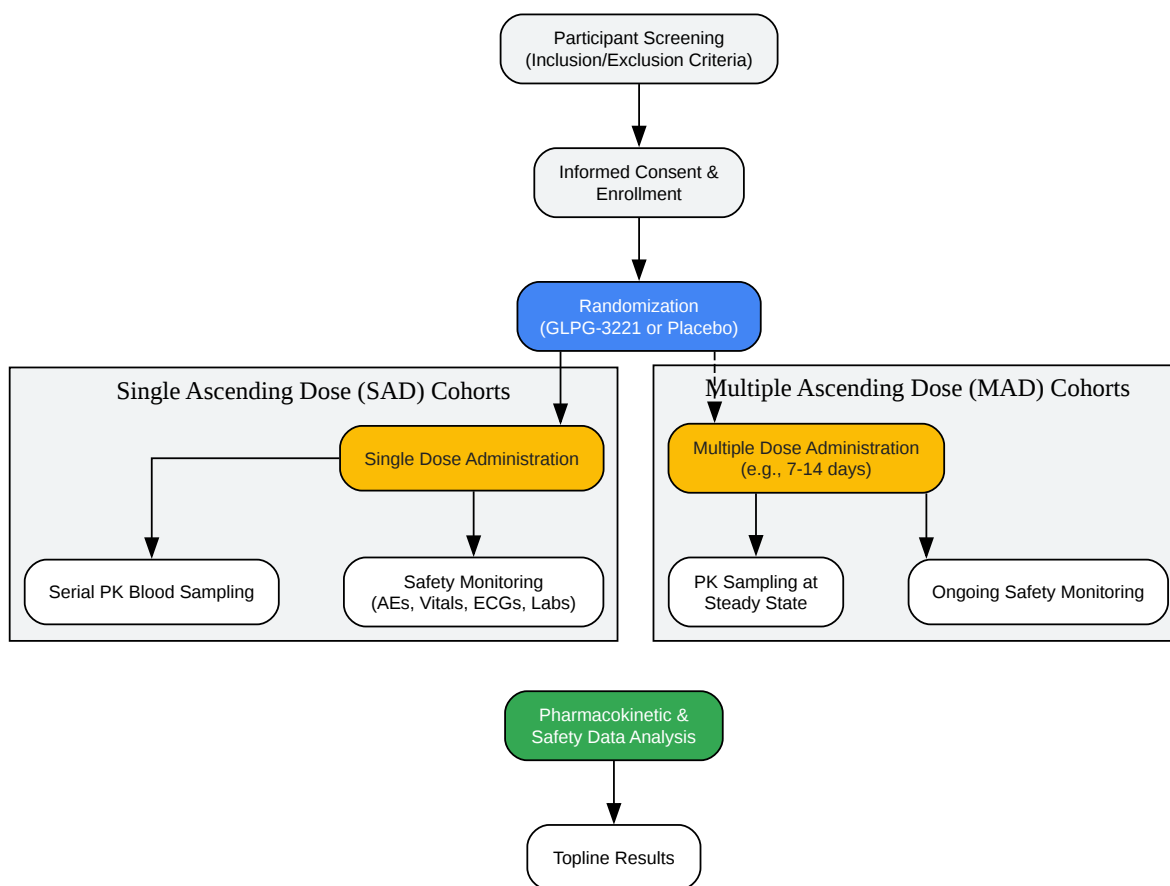 Participant Screening
(Inclusion/Exclusion Criteria)
Informed Consent &
Enrollment
Randomization
(GLPG-3221 or Placebo)
Single Ascending Dose (SAD) Cohorts
Single Dose Administration
Serial PK Blood Sampling
Safety Monitoring
(AEs, Vitals, ECGs, Labs)
Multiple Ascending Dose (MAD) Cohorts
Multiple Dose Administration
(e.g., 7-14 days)
PK Sampling at
Steady State
Ongoing Safety Monitoring
Pharmacokinetic &
Safety Data Analysis
Topline Results